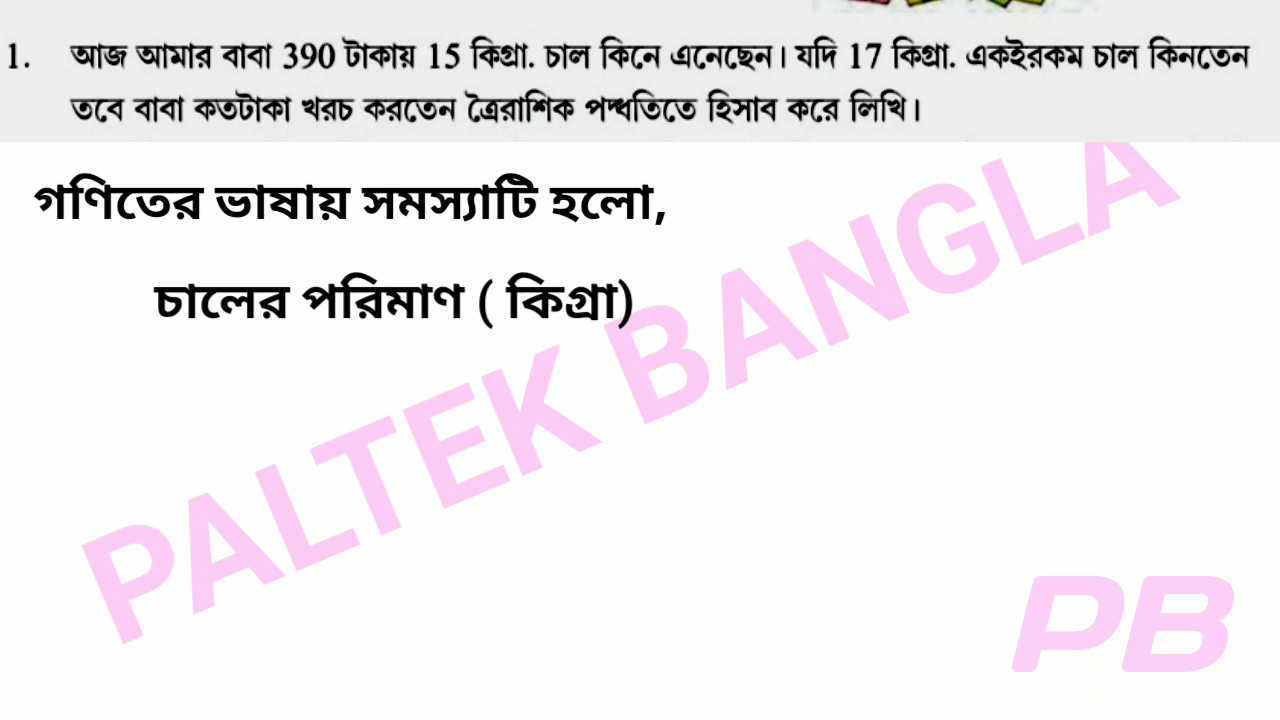 1. আজ আমার বাবা 390 টাকায় 15 কিগ্রা. চাল কিনে এনেছেন। যদি 17 কিগ্রা. একইরকম চাল কিনতেন
তবে বাবা কতটাকা খরচ করতেন ত্রৈরাশিক পদ্ধতিতে হিসাব করে লিখি।
গণিতের ভাষায় সমস্যাটি হলো,
চালের পরিমাণ ( কিগ্রা)
PALTEK BANGLA
PB